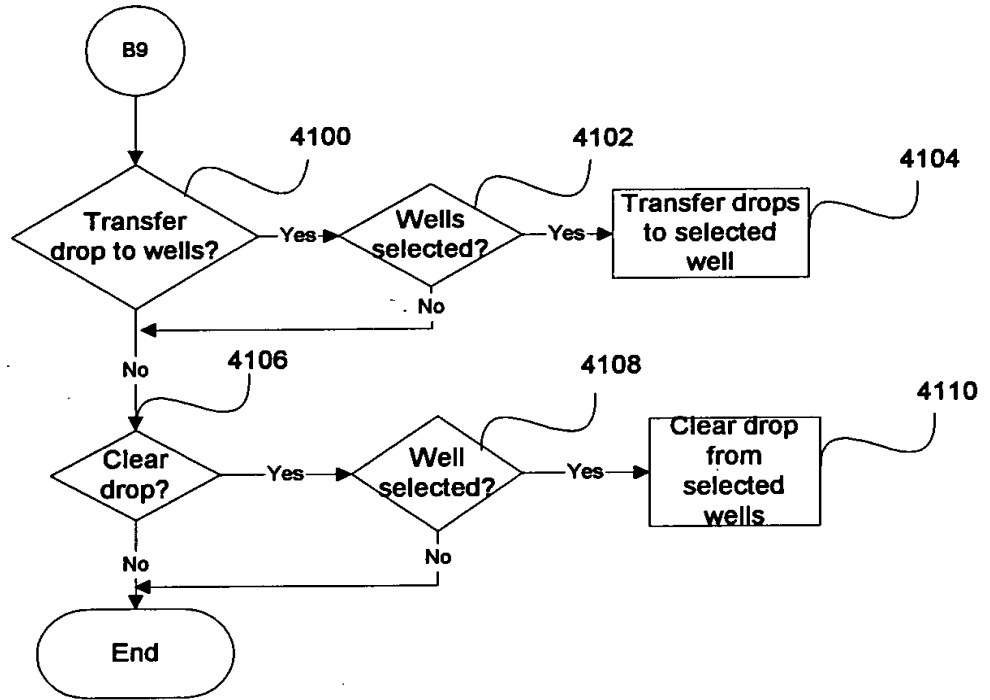 B9
4100
4102
4104
Transfer
drop to wells?
Yes
Wells
selected?
Yes
Transfer drops
to selected
well
No
No
4106
4108
4110
Clear
drop?
Yes
Well
selected?
Yes
Clear drop
from
selected
wells
No
No
End